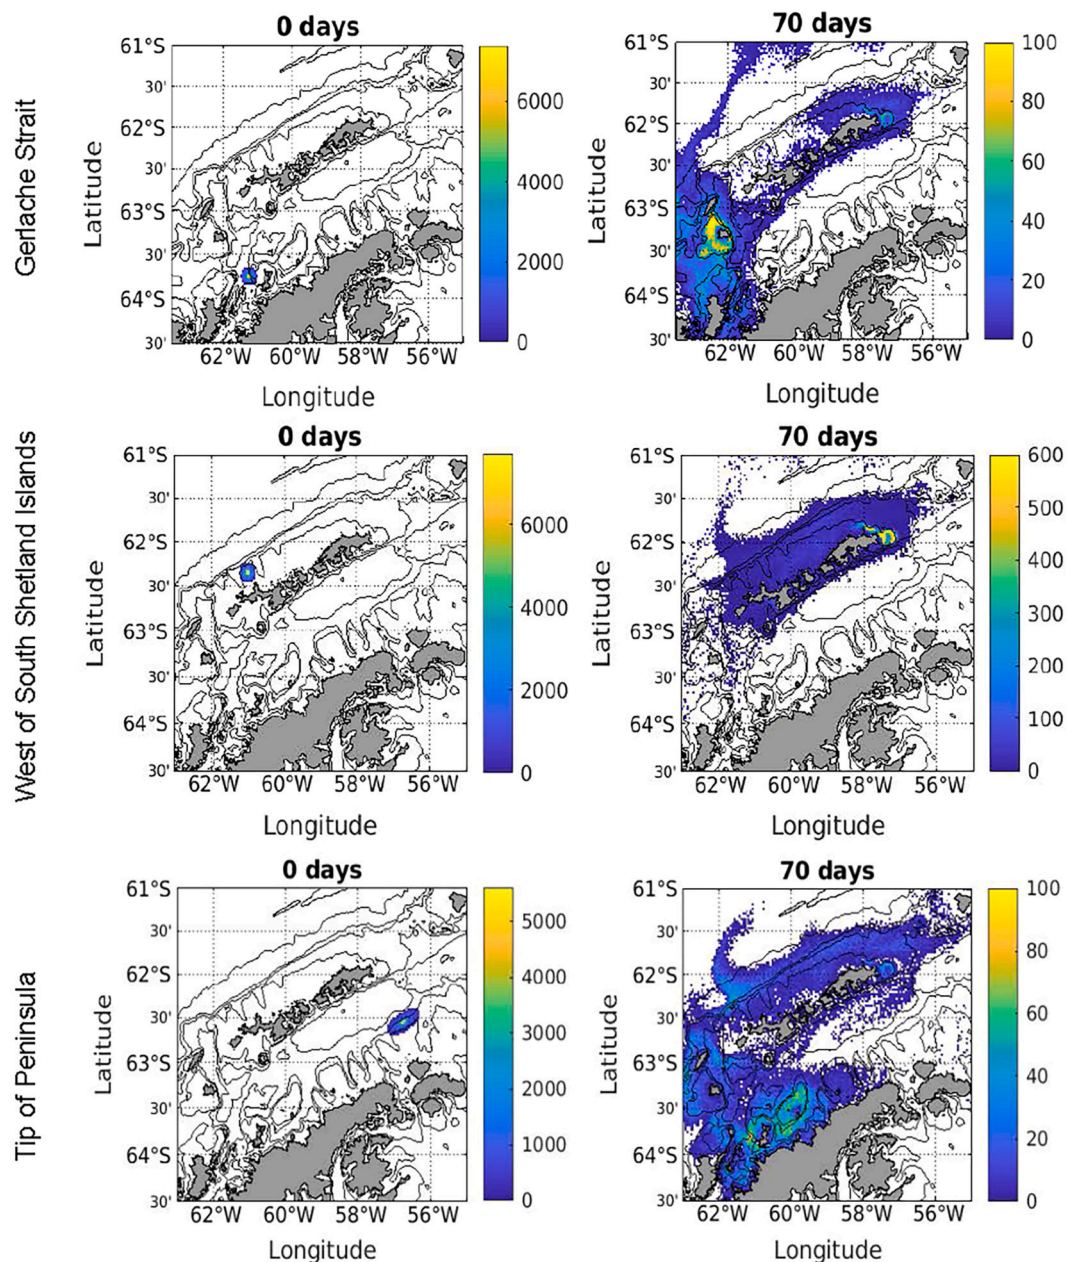 0 days
70 days
Gerlache Strait
Latitude
61°S
30'
62°S
30'
63°S
30'
64°S
30'
62°W 60°W 58°W 56°W
Longitude
6000
4000
2000
0
Latitude
61°S
30'
62°S
30'
63°S
30'
64°S
30'
62°W 60°W 58°W 56°W
Longitude
100
80
60
40
20
0
0 days
70 days
West of South Shetland Islands
Latitude
61°S
30'
62°S
30'
63°S
30'
64°S
30'
62°W 60°W 58°W 56°W
Longitude
6000
4000
2000
0
Latitude
61°S
30'
62°S
30'
63°S
30'
64°S
30'
62°W 60°W 58°W 56°W
Longitude
600
500
400
300
200
100
0
0 days
70 days
Tip of Peninsula
Latitude
61°S
30'
62°S
30'
63°S
30'
64°S
30'
62°W 60°W 58°W 56°W
Longitude
5000
4000
3000
2000
1000
0
Latitude
61°S
30'
62°S
30'
63°S
30'
64°S
30'
62°W 60°W 58°W 56°W
Longitude
100
80
60
40
20
0